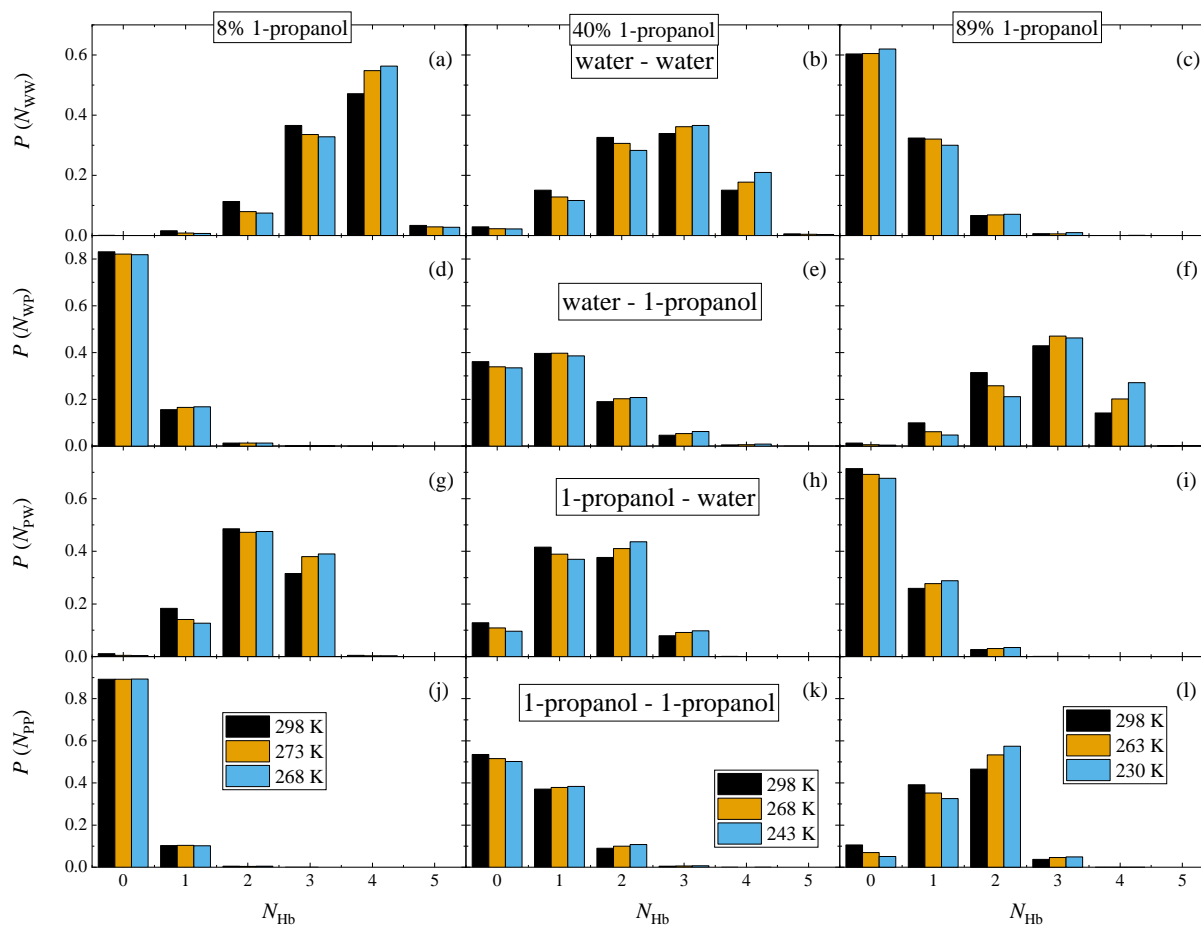 8% 1-propanol
40% 1-propanol
89% 1-propanol
water - water
(a)
(b)
(c)
P (N_WW)
0.6
0.4
0.2
0.0
water - 1-propanol
(d)
(e)
(f)
P (N_WP)
0.8
0.6
0.4
0.2
0.0
1-propanol - water
(g)
(h)
(i)
P (N_PW)
0.6
0.4
0.2
0.0
1-propanol - 1-propanol
(j)
(k)
(l)
P (N_PP)
0.8
0.6
0.4
0.2
0.0
298 K
273 K
268 K
298 K
268 K
243 K
298 K
263 K
230 K
0 1 2 3 4 5
0 1 2 3 4 5
0 1 2 3 4 5
N_Hb
N_Hb
N_Hb